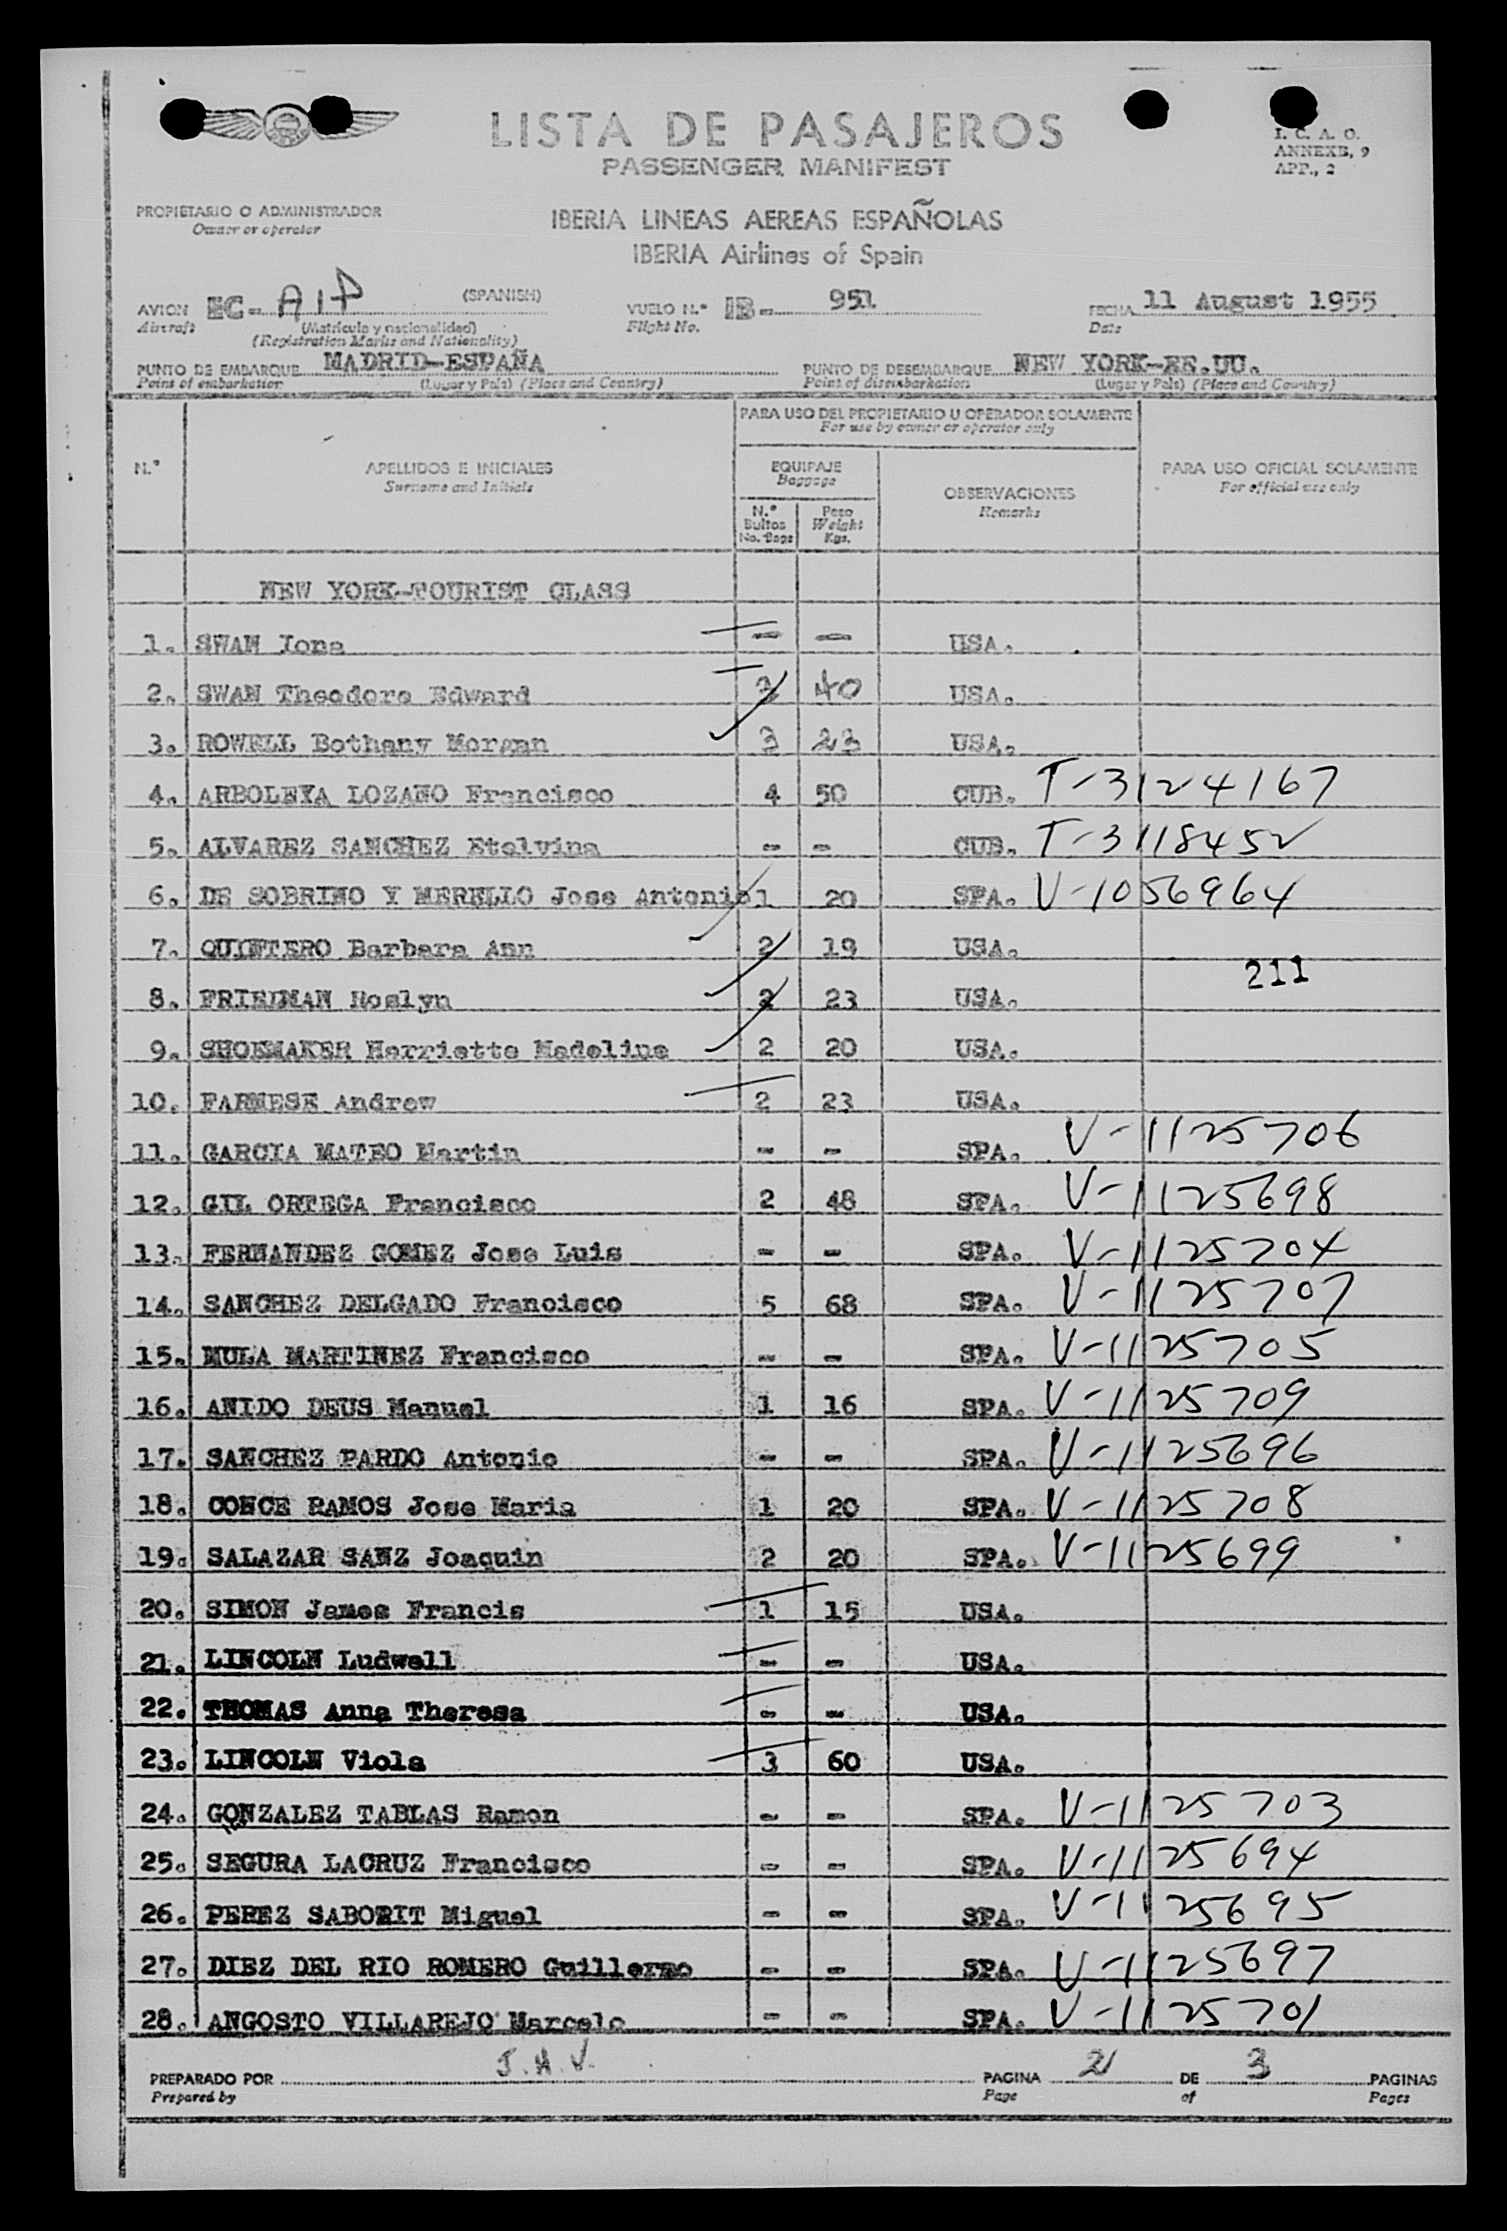 LISTA DE PASAJEROS
PASSENGER MANIFEST
I. C. A. O.
ANNEXE, 9
APP., 2
PROPIETARIO O ADMINISTRADOR
Owner or operator
IBERIA LINEAS AEREAS ESPAÑOLAS
IBERIA Airlines of Spain
AVION EC- (SPANISH) VUELO N.° IB- 951 FECHA 11 August 1955
Aircraft (Matrícula y nacionalidad) Flight No. Date
(Registration Marks and Nationality)
PUNTO DE EMBARQUE MADRID-ESPAÑA PUNTO DE DESEMBARQUE NEW YORK-EE.UU.
Point of embarkation (Lugar y País) (Place and Country) Point of disembarkation (Lugar y País) (Place and Country)
PARA USO DEL PROPIETARIO U OPERADOR SOLAMENTE
For use by owner or operator only
N.° APELLIDOS E INICIALES EQUIPAJE OBSERVACIONES PARA USO OFICIAL SOLAMENTE
Surname and Initials Baggage Remarks For official use only
N.° Bultos Peso
No. Bags Weight Kgs.
NEW YORK-TOURIST CLASS
1. SWAN Iona - - USA.
2. SWAN Theodore Edward 2 40 USA.
3. ROWELL Bethany Morgan 3 23 USA.
4. ARBOLEYA LOZANO Francisco 4 50 CUB. T-3124167
5. ALVAREZ SANCHEZ Etelvina - - CUB. T-3118452
6. DE SOBRINO Y MERELLO Jose Antonio 1 20 SPA. V-1056964
7. QUINTERO Barbara Ann 2 19 USA.
211
8. FRIEDMAN Roslyn 2 23 USA.
9. SHOEMAKER Harriette Madeline 2 20 USA.
10. FARNESE Andrew 2 23 USA.
11. GARCIA MATEO Martin - - SPA. V-1125706
12. GIL ORTEGA Francisco 2 48 SPA. V-1125698
13. FERNANDEZ GOMEZ Jose Luis - - SPA. V-1125704
14. SANCHEZ DELGADO Francisco 5 68 SPA. V-1125707
15. MULA MARTINEZ Francisco - - SPA. V-1125705
16. ANIDO DEUS Manuel 1 16 SPA. V-1125709
17. SANCHEZ PARDO Antonio - - SPA. V-1125696
18. CONCE RAMOS Jose Maria 1 20 SPA. V-1125708
19. SALAZAR SANZ Joaquin 2 20 SPA. V-1125699
20. SIMON James Francis 1 15 USA.
21. LINCOLN Ludwell - - USA.
22. THOMAS Anna Theresa - - USA.
23. LINCOLN Viola 3 60 USA.
24. GONZALEZ TABLAS Ramon - - SPA. V-1125703
25. SEGURA LACRUZ Francisco - - SPA. V-1125694
26. PEREZ SABORIT Miguel - - SPA. V-1125695
27. DIEZ DEL RIO ROMERO Guillermo - - SPA. V-1125697
28. ANGOSTO VILLAREJO Marcelo - - SPA. V-1125701
PREPARADO POR J.A.V. PAGINA 2 DE 3 PAGINAS
Prepared by Page of Pages